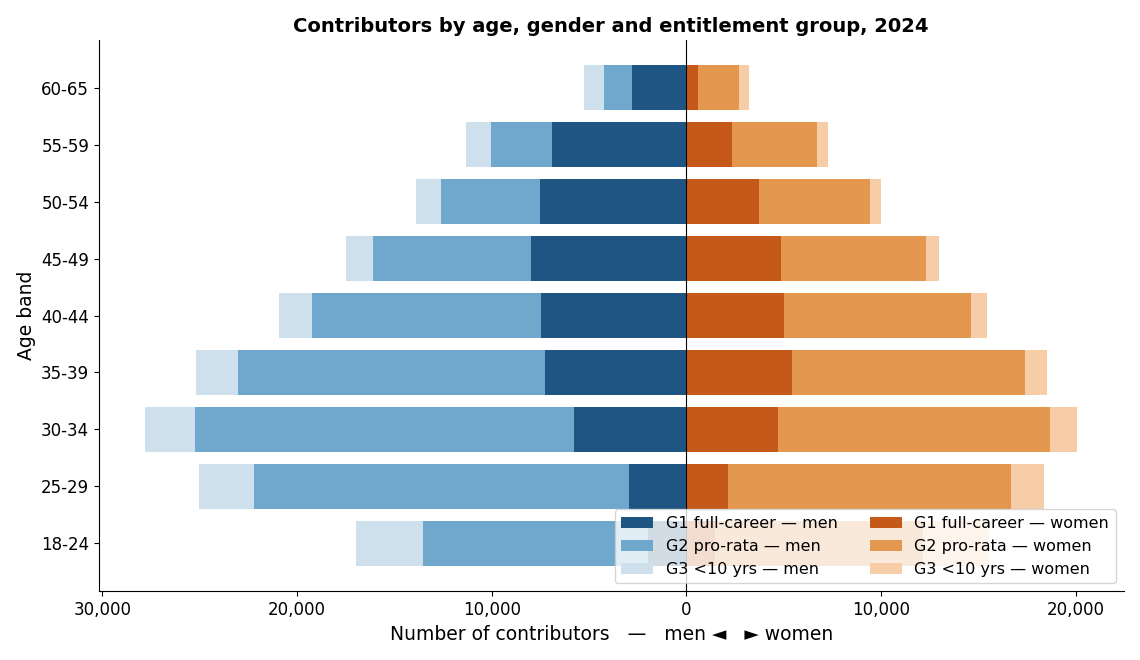 Contributors by age, gender and entitlement group, 2024
60-65
55-59
50-54
45-49
40-44
35-39
30-34
25-29
18-24
Age band
G1 full-career — men
G2 pro-rata — men
G3 <10 yrs — men
G1 full-career — women
G2 pro-rata — women
G3 <10 yrs — women
30,000 20,000 10,000 0 10,000 20,000
Number of contributors — men ◄ ► women